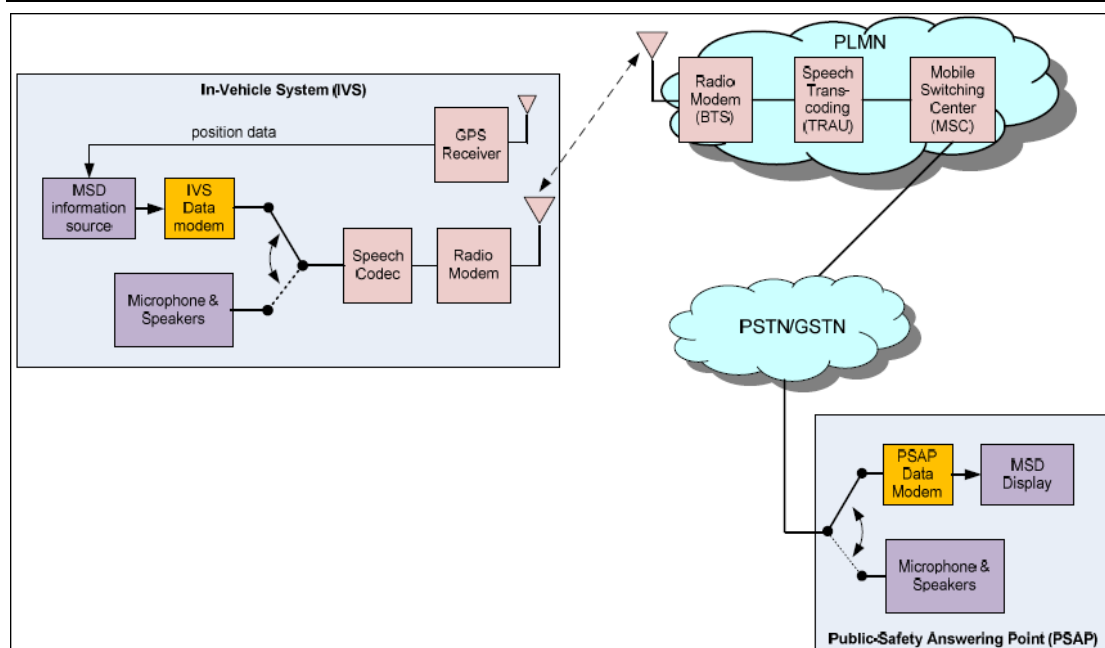 PLMN
In-Vehicle System (IVS)
Radio
Modem
(BTS)
Speech
Trans-
coding
(TRAU)
Mobile
Switching
Center
(MSC)
position data
GPS
Receiver
MSD
information
source
IVS
Data
modem
Speech
Codec
Radio
Modem
Microphone &
Speakers
PSTN/GSTN
PSAP
Data
Modem
MSD
Display
Microphone &
Speakers
Public-Safety Answering Point (PSAP)